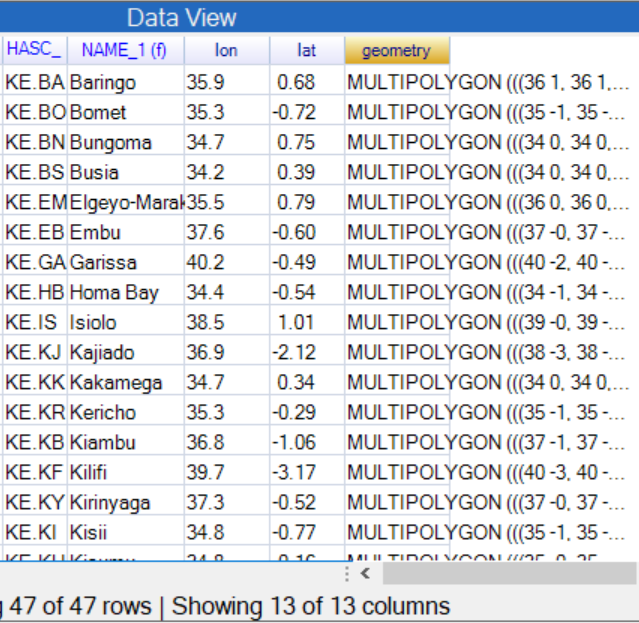 Data View
HASC_ NAME_1 (f) lon lat geometry
KE.BA Baringo 35.9 0.68 MULTIPOLYGON (((36 1, 36 1,...
KE.BO Bomet 35.3 -0.72 MULTIPOLYGON (((35 -1, 35 -...
KE.BN Bungoma 34.7 0.75 MULTIPOLYGON (((34 0, 34 0,...
KE.BS Busia 34.2 0.39 MULTIPOLYGON (((34 0, 34 0,...
KE.EM Elgeyo-Marak 35.5 0.79 MULTIPOLYGON (((36 0, 36 0,...
KE.EB Embu 37.6 -0.60 MULTIPOLYGON (((37 -0, 37 -...
KE.GA Garissa 40.2 -0.49 MULTIPOLYGON (((40 -2, 40 -...
KE.HB Homa Bay 34.4 -0.54 MULTIPOLYGON (((34 -1, 34 -...
KE.IS Isiolo 38.5 1.01 MULTIPOLYGON (((39 -0, 39 -...
KE.KJ Kajiado 36.9 -2.12 MULTIPOLYGON (((38 -3, 38 -...
KE.KK Kakamega 34.7 0.34 MULTIPOLYGON (((34 0, 34 0,...
KE.KR Kericho 35.3 -0.29 MULTIPOLYGON (((35 -1, 35 -...
KE.KB Kiambu 36.8 -1.06 MULTIPOLYGON (((37 -1, 37 -...
KE.KF Kilifi 39.7 -3.17 MULTIPOLYGON (((40 -3, 40 -...
KE.KY Kirinyaga 37.3 -0.52 MULTIPOLYGON (((37 -0, 37 -...
KE.KI Kisii 34.8 -0.77 MULTIPOLYGON (((35 -1, 35 -...
47 of 47 rows | Showing 13 of 13 columns